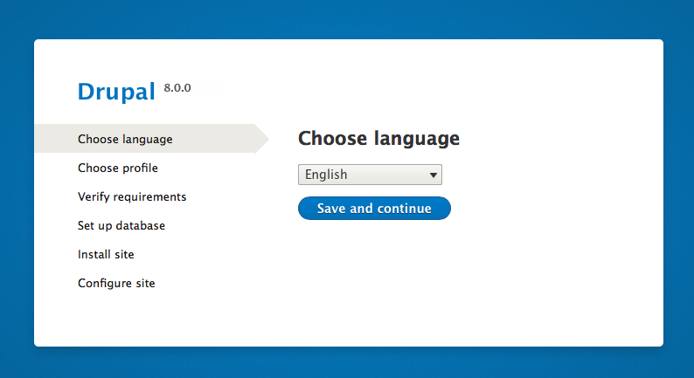 Drupal 8.0.0
Choose language
Choose profile
Verify requirements
Set up database
Install site
Configure site
Choose language
English
Save and continue